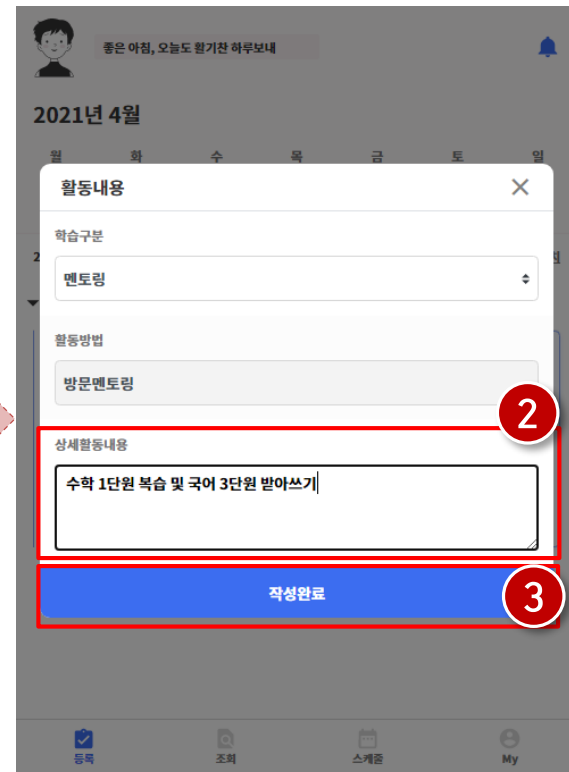 좋은 아침, 오늘도 활기찬 하루보내
2021년 4월
월 화 수 목 금 토 일
활동내용
학습구분
2
멘토링
활동방법
방문멘토링
2
상세활동내용
수학 1단원 복습 및 국어 3단원 받아쓰기
작성완료
3
등록 조회 스케줄 My